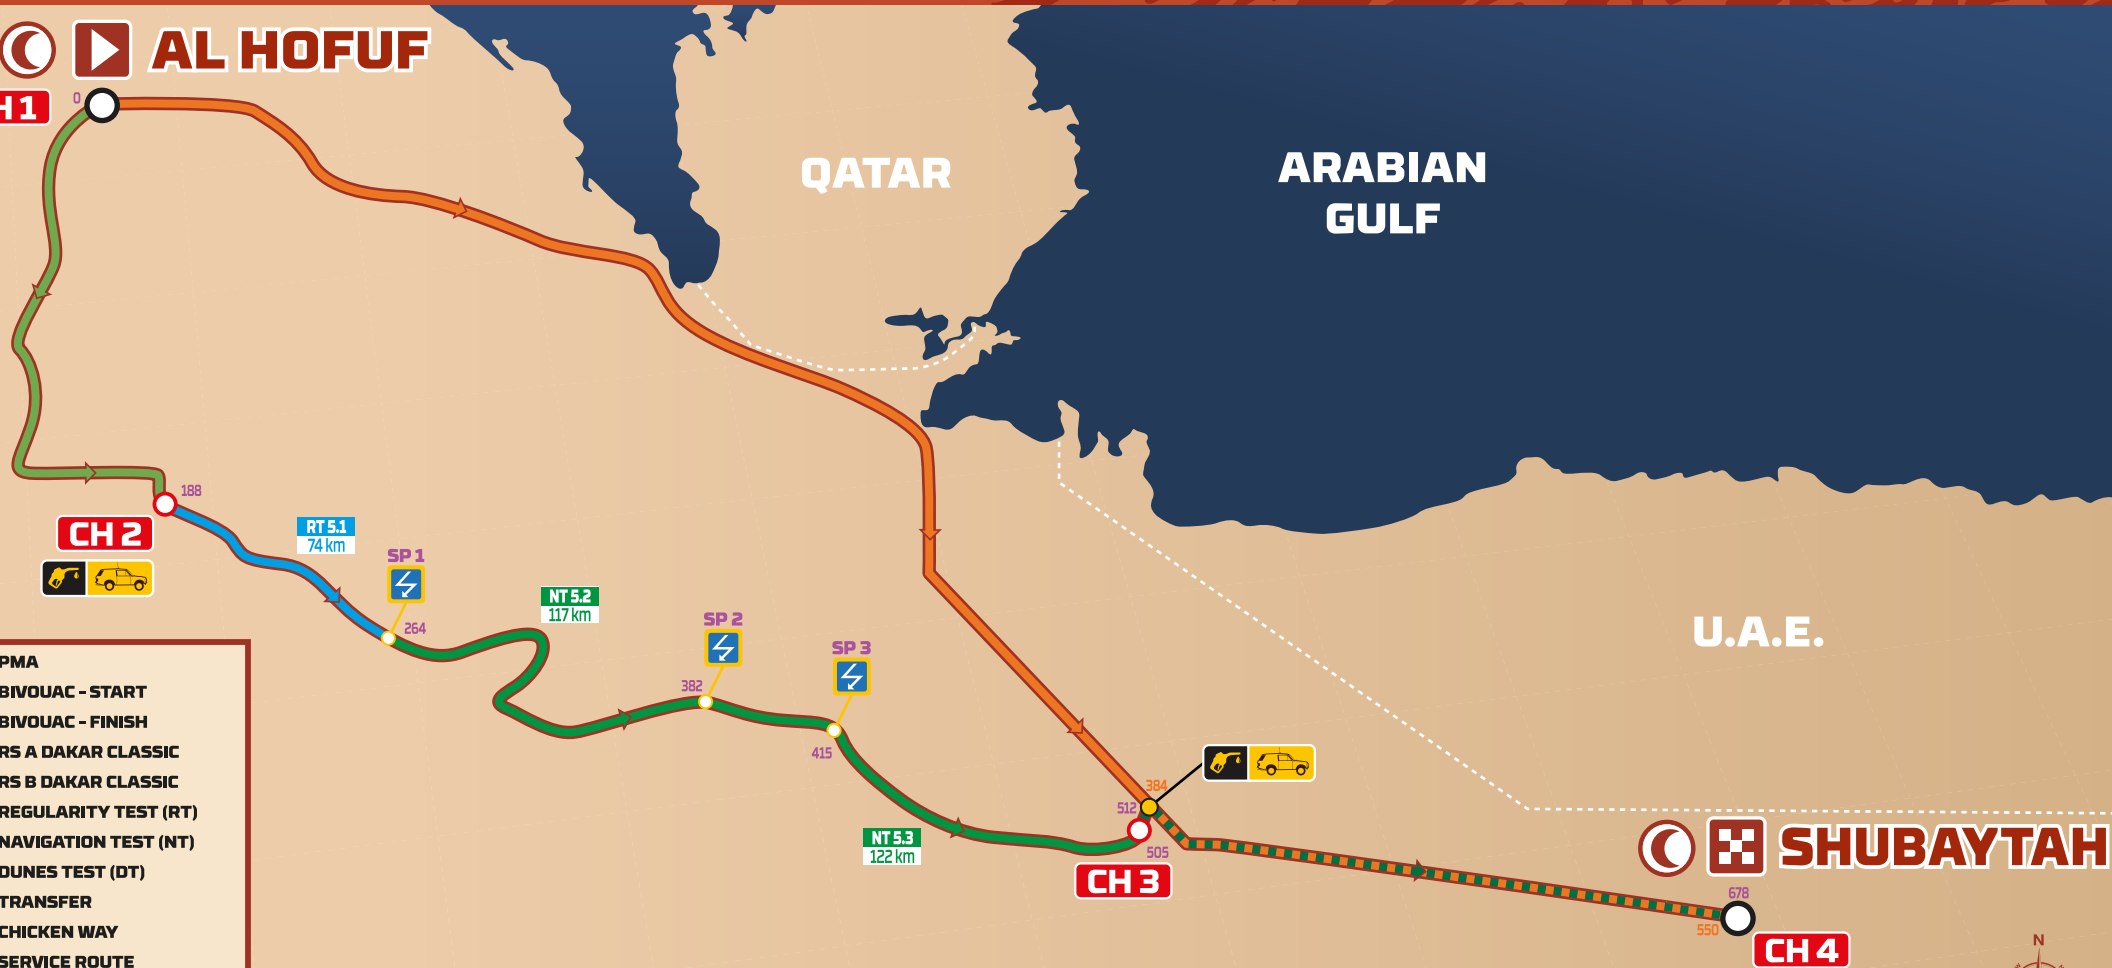 AL HOFUF
H1
0
QATAR
ARABIAN
GULF
188
CH 2
RT 5.1
74 km
SP 1
264
NT 5.2
117 km
SP 2
382
SP 3
415
U.A.E.
384
512
505
NT 5.3
122 km
CH 3
SHUBAYTAH
678
550
CH 4
N
PMA
BIVOUAC - START
BIVOUAC - FINISH
RS A DAKAR CLASSIC
RS B DAKAR CLASSIC
REGULARITY TEST (RT)
NAVIGATION TEST (NT)
DUNES TEST (DT)
TRANSFER
CHICKEN WAY
SERVICE ROUTE